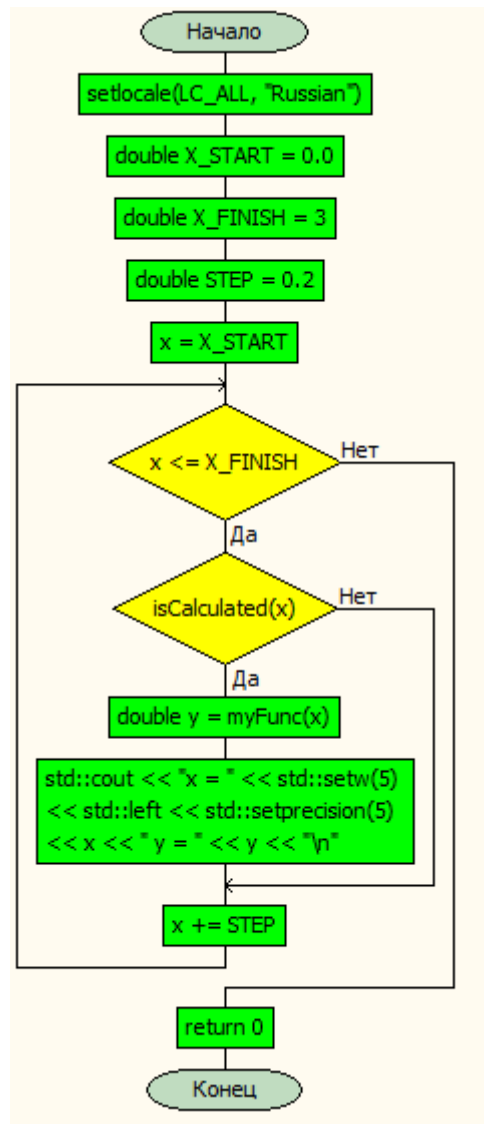 Начало
setlocale(LC_ALL, "Russian")
double X_START = 0.0
double X_FINISH = 3
double STEP = 0.2
x = X_START
x <= X_FINISH
Нет
Да
isCalculated(x)
Нет
Да
double y = myFunc(x)
std::cout << "x = " << std::setw(5)
<< std::left << std::setprecision(5)
<< x << " y = " << y << "\n"
x += STEP
return 0
Конец